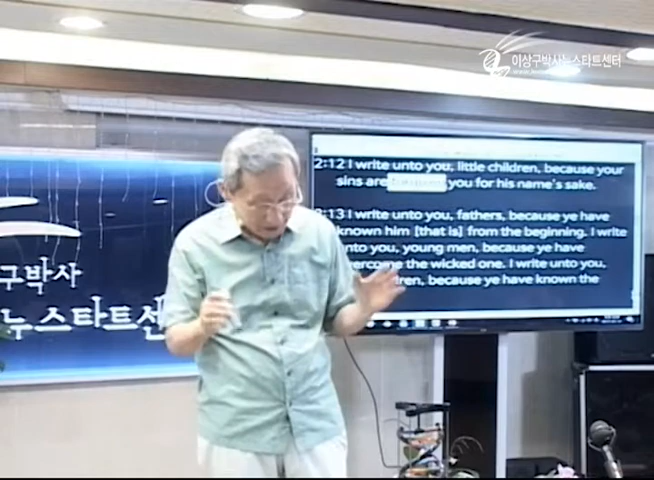 이상구박사뉴스타트센터
2:12 I write unto you, little children, because your
sins are you for his name's sake.
2:13 I write unto you, fathers, because ye have
known him [that is] from the beginning. I write
unto you, young men, because ye have
overcome the wicked one. I write unto you,
because ye have known the
구박사
뉴스타트센